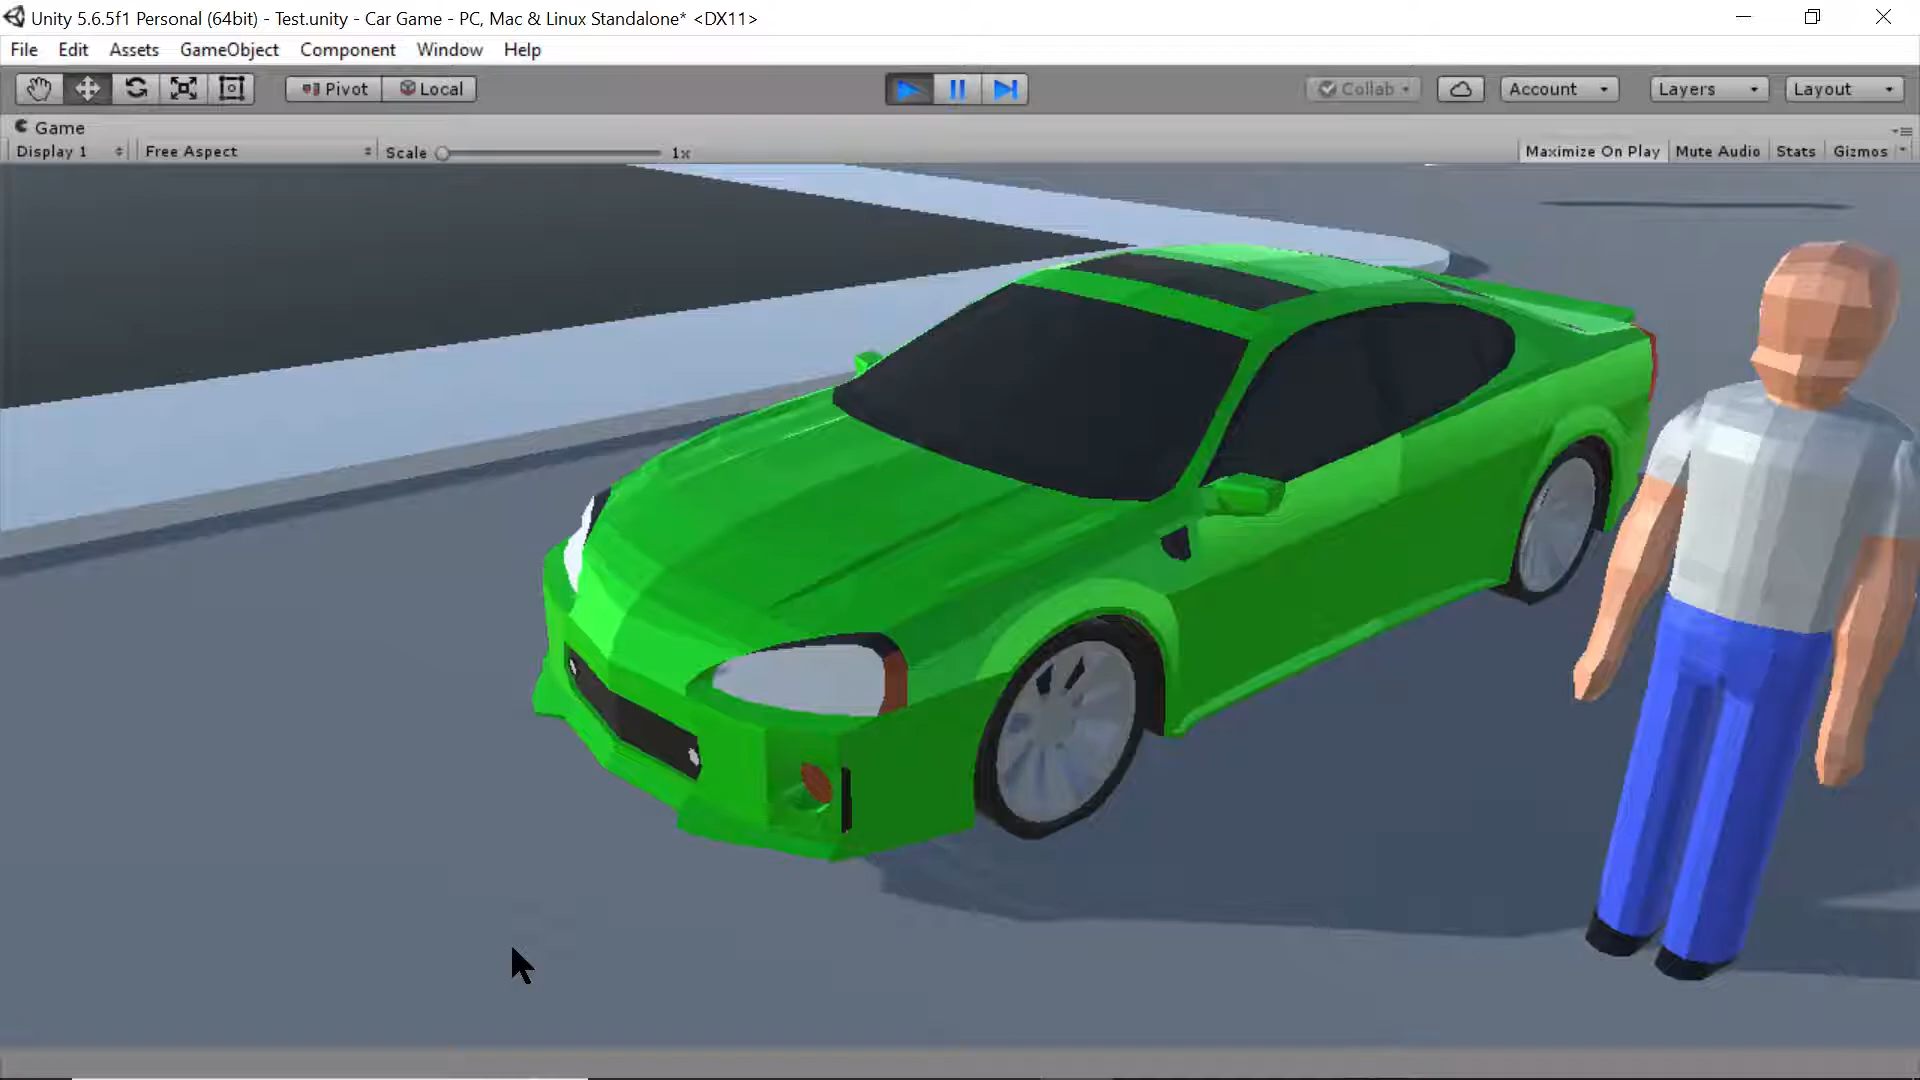 Unity 5.6.5f1 Personal (64bit) - Test.unity - Car Game - PC, Mac & Linux Standalone* <DX11>
File Edit Assets GameObject Component Window Help
Pivot Local Collab Account Layers Layout
Game
Display 1 Free Aspect Scale 1x Maximize On Play Mute Audio Stats Gizmos